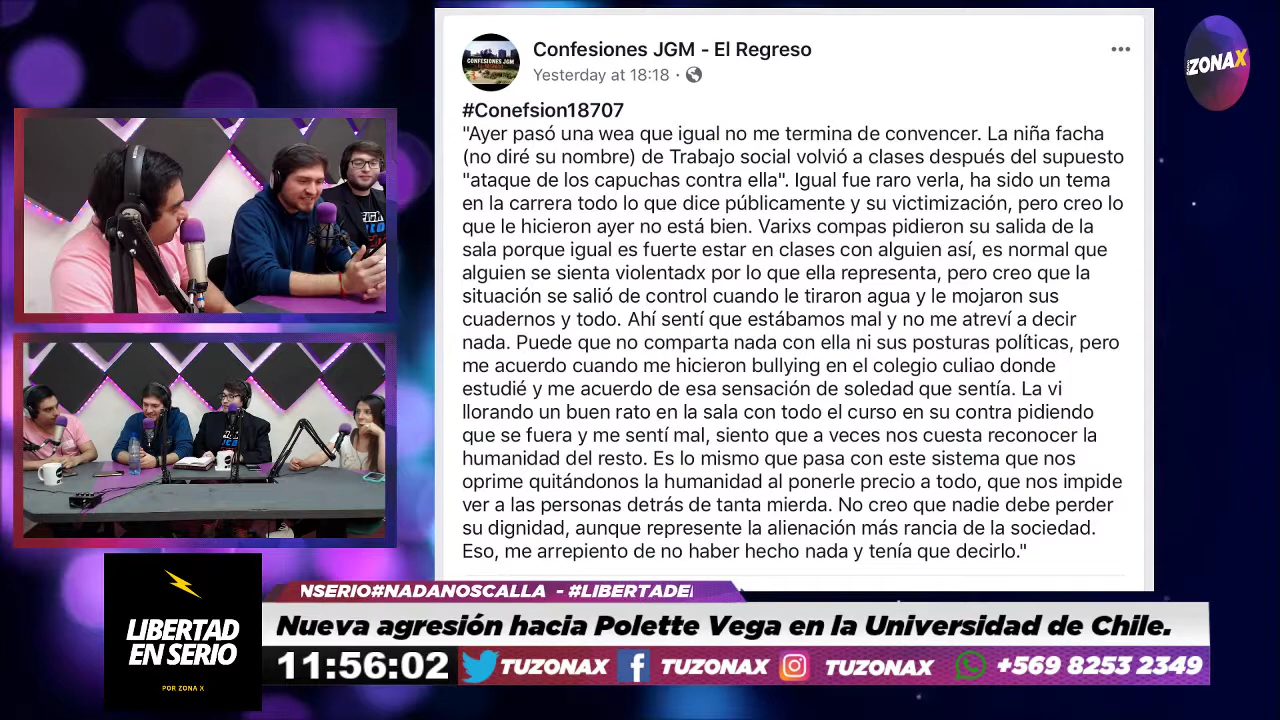 Confesiones JGM - El Regreso
Yesterday at 18:18 ·
#Conefsion18707
"Ayer pasó una wea que igual no me termina de convencer. La niña facha
(no diré su nombre) de Trabajo social volvió a clases después del supuesto
"ataque de los capuchas contra ella". Igual fue raro verla, ha sido un tema
en la carrera todo lo que dice públicamente y su victimización, pero creo lo
que le hicieron ayer no está bien. Varixs compas pidieron su salida de la
sala porque igual es fuerte estar en clases con alguien así, es normal que
alguien se sienta violentadx por lo que ella representa, pero creo que la
situación se salió de control cuando le tiraron agua y le mojaron sus
cuadernos y todo. Ahí sentí que estábamos mal y no me atreví a decir
nada. Puede que no comparta nada con ella ni sus posturas políticas, pero
me acuerdo cuando me hicieron bullying en el colegio culiao donde
estudié y me acuerdo de esa sensación de soledad que sentía. La vi
llorando un buen rato en la sala con todo el curso en su contra pidiendo
que se fuera y me sentí mal, siento que a veces nos cuesta reconocer la
humanidad del resto. Es lo mismo que pasa con este sistema que nos
oprime quitándonos la humanidad al ponerle precio a todo, que nos impide
ver a las personas detrás de tanta mierda. No creo que nadie debe perder
su dignidad, aunque represente la alienación más rancia de la sociedad.
Eso, me arrepiento de no haber hecho nada y tenía que decirlo."
ZONAX
LIBERTAD
EN SERIO
POR ZONA X
NSERIO#NADANOSCALLA - #LIBERTADE
Nueva agresión hacia Polette Vega en la Universidad de Chile.
11:56:02 TUZONAX TUZONAX TUZONAX +569 8253 2349